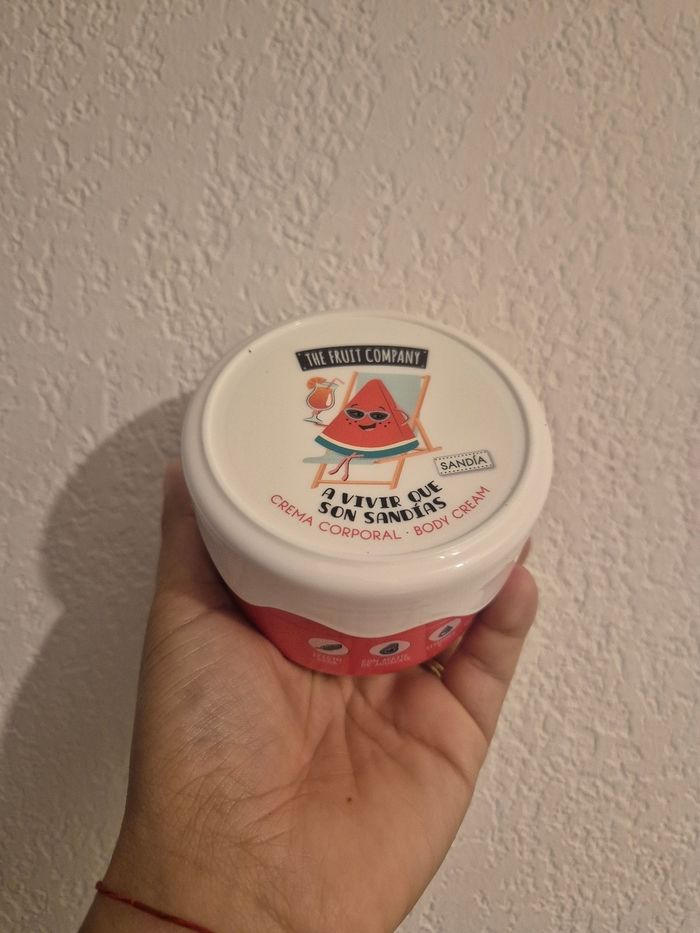 THE FRUIT COMPANY
SANDÍA
A VIVIR QUE
SON SANDÍAS
CREMA CORPORAL · BODY CREAM